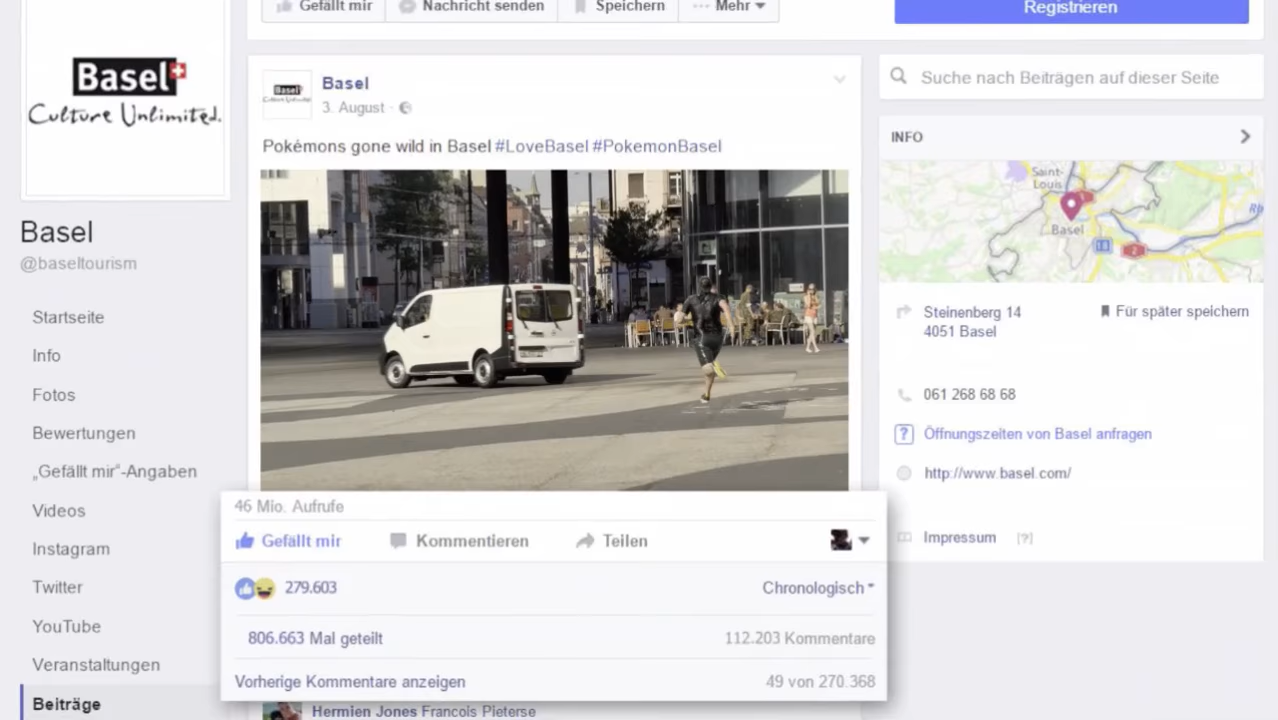 Gefällt mir
Nachricht senden
Speichern
Mehr
Registrieren
Basel
Culture Unlimited.
Basel
3. August
Suche nach Beiträgen auf dieser Seite
Pokémons gone wild in Basel #LoveBasel #PokemonBasel
INFO
Saint-
Louis
Basel
Basel
@baseltourism
Startseite
Info
Fotos
Bewertungen
„Gefällt mir“-Angaben
Videos
Instagram
Twitter
YouTube
Veranstaltungen
Beiträge
Steinenberg 14
4051 Basel
Für später speichern
061 268 68 68
Öffnungszeiten von Basel anfragen
http://www.basel.com/
Impressum [?]
46 Mio. Aufrufe
Gefällt mir
Kommentieren
Teilen
279.603
Chronologisch
806.663 Mal geteilt
112.203 Kommentare
Vorherige Kommentare anzeigen
49 von 270.368
Hermien Jones Francois Pieterse